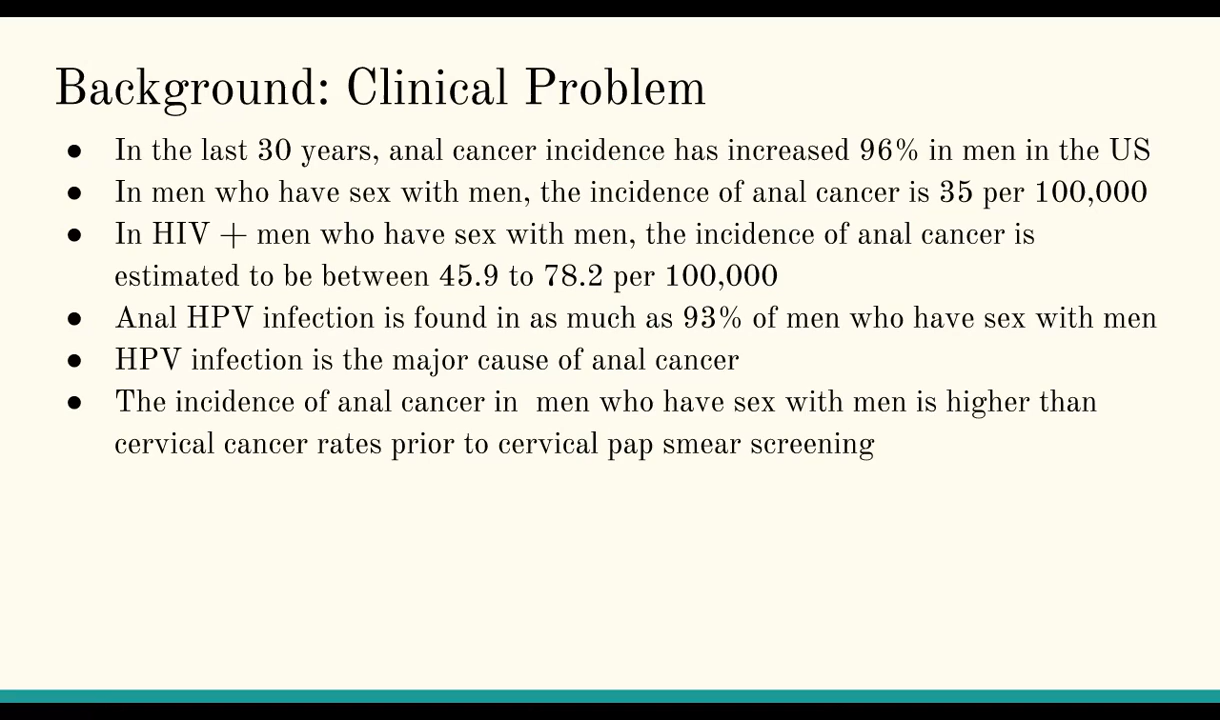 Background: Clinical Problem
● In the last 30 years, anal cancer incidence has increased 96% in men in the US
● In men who have sex with men, the incidence of anal cancer is 35 per 100,000
● In HIV + men who have sex with men, the incidence of anal cancer is
estimated to be between 45.9 to 78.2 per 100,000
● Anal HPV infection is found in as much as 93% of men who have sex with men
● HPV infection is the major cause of anal cancer
● The incidence of anal cancer in  men who have sex with men is higher than
cervical cancer rates prior to cervical pap smear screening